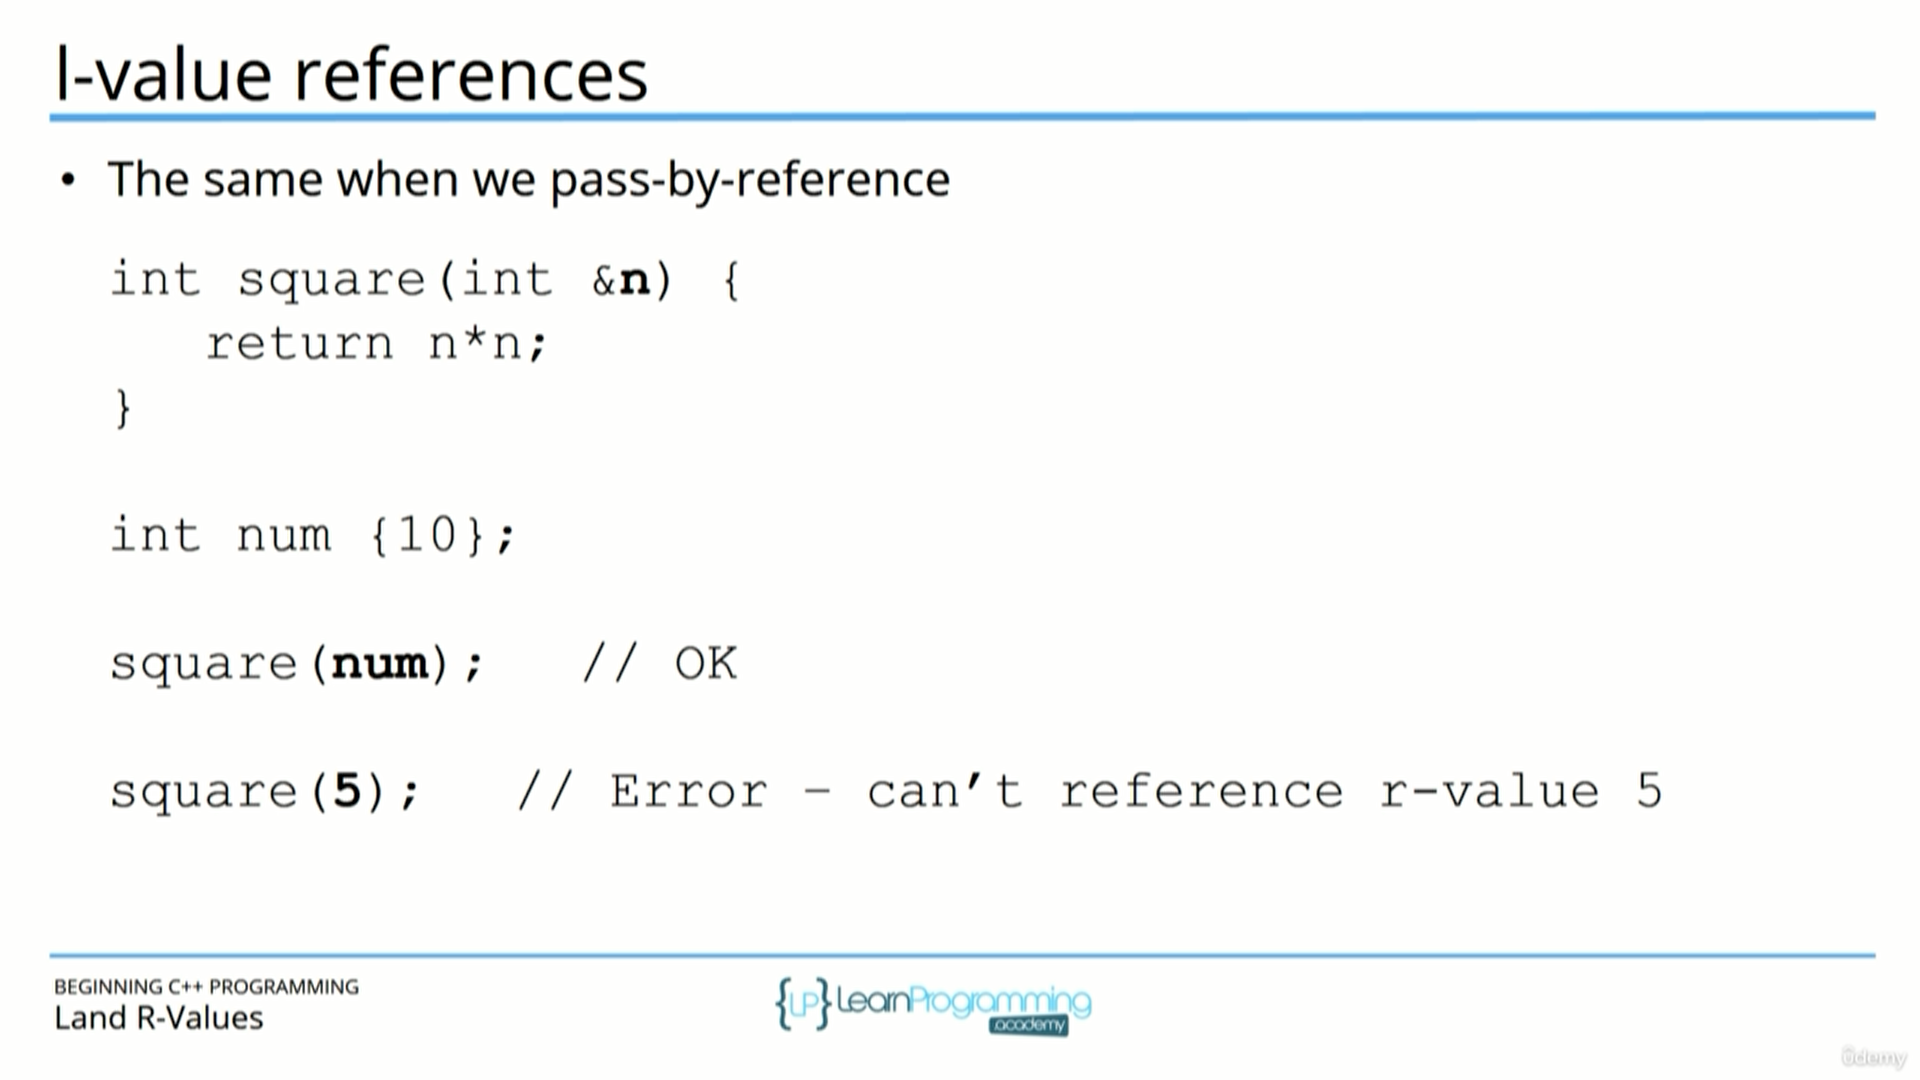 l-value references
• The same when we pass-by-reference
int square(int &n) {
return n*n;
}
int num {10};
square(num); // OK
square(5); // Error – can't reference r-value 5
BEGINNING C++ PROGRAMMING
Land R-Values
{LP} LearnProgramming
academy
ûdemy